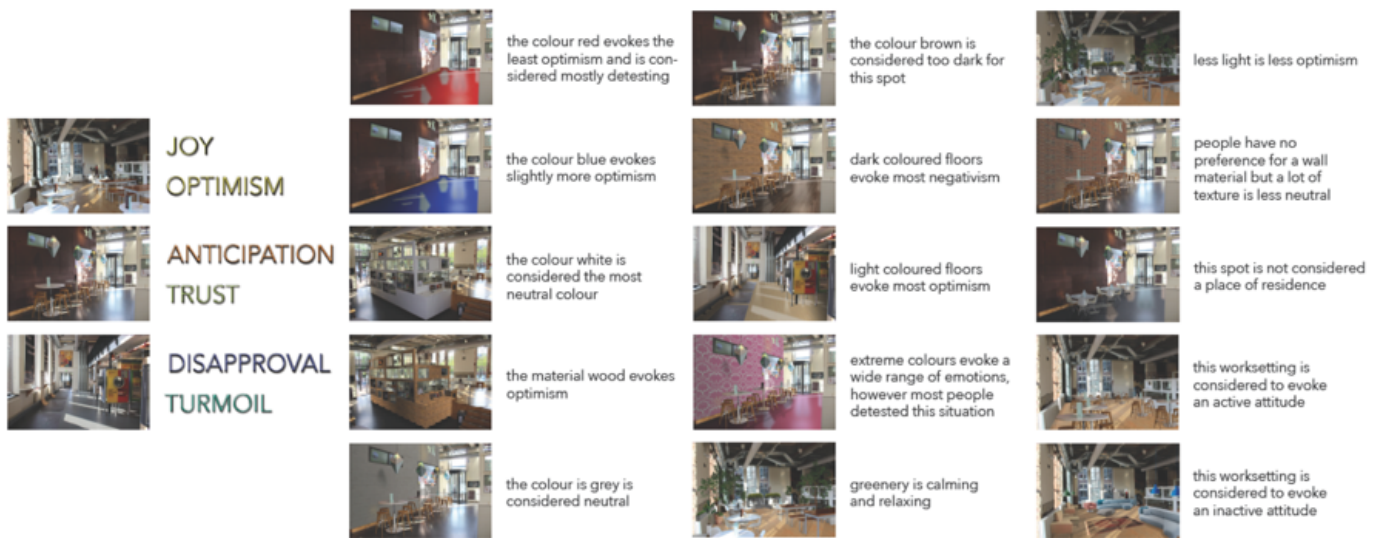 JOY
OPTIMISM
ANTICIPATION
TRUST
DISAPPROVAL
TURMOIL
the colour red evokes the
least optimism and is con-
sidered mostly detesting
the colour blue evokes
slightly more optimism
the colour white is
considered the most
neutral colour
the material wood evokes
optimism
the colour is grey is
considered neutral
the colour brown is
considered too dark for
this spot
dark coloured floors
evoke most negativism
light coloured floors
evoke most optimism
extreme colours evoke a
wide range of emotions,
however most people
detested this situation
greenery is calming
and relaxing
less light is less optimism
people have no
preference for a wall
material but a lot of
texture is less neutral
this spot is not considered
a place of residence
this worksetting is
considered to evoke
an active attitude
this worksetting is
considered to evoke
an inactive attitude